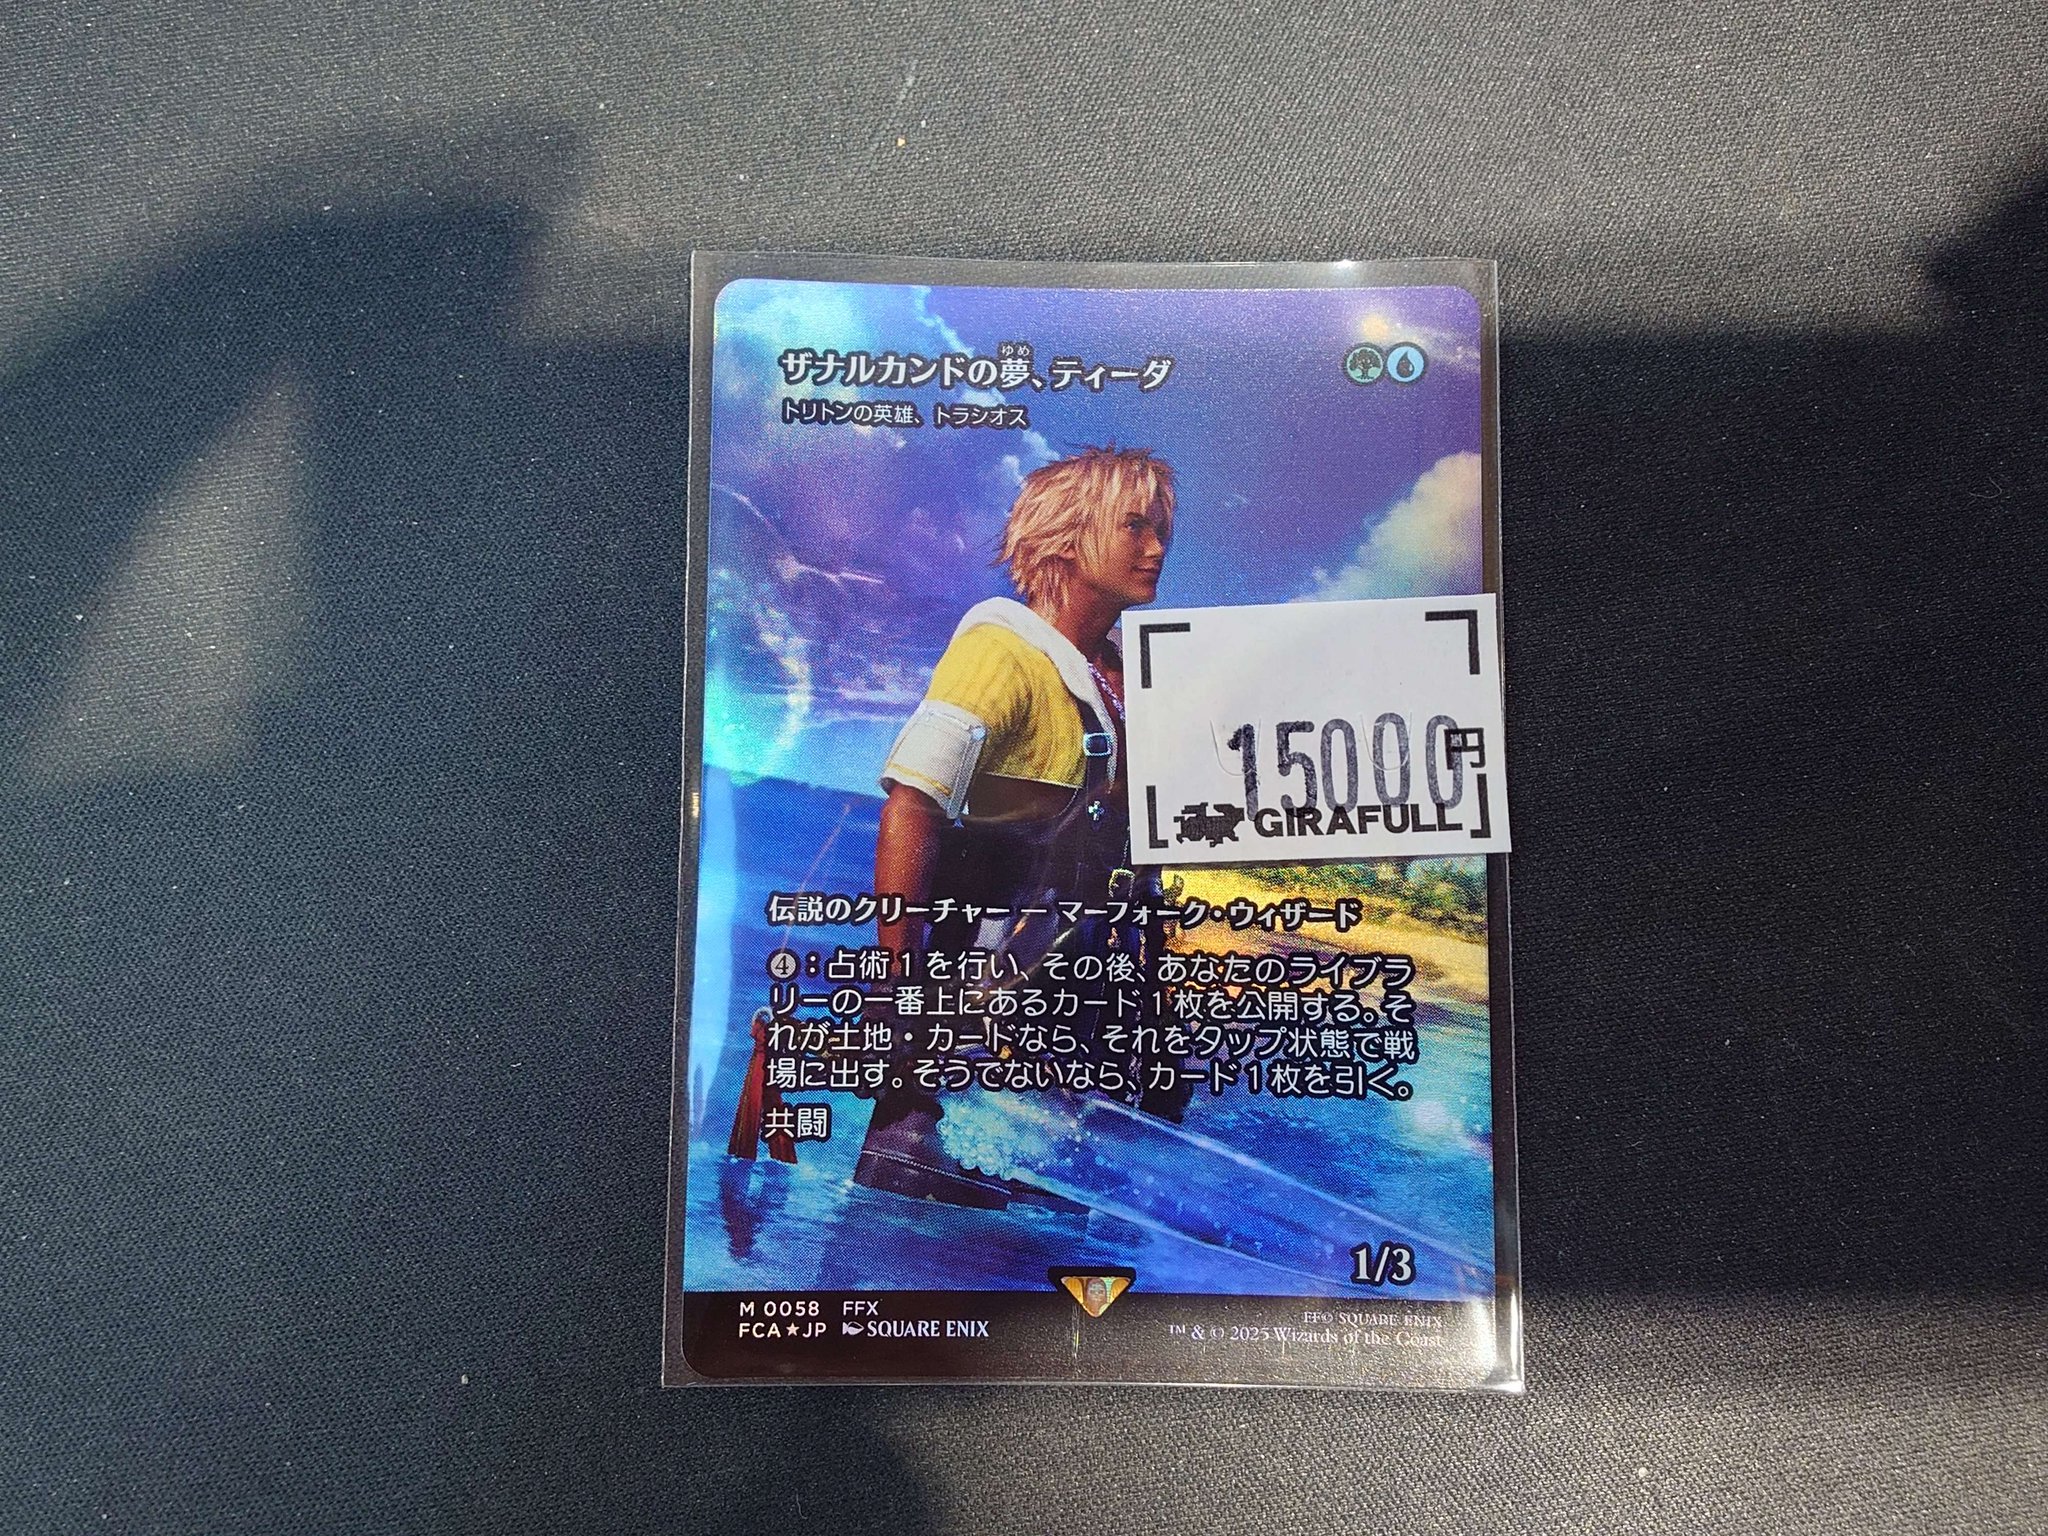 ザナルカンドの夢、ティーダ
ゆめ
トリトンの英雄、トラシオス
15000円
GIRAFULL
伝説のクリーチャー ― マーフォーク・ウィザード
4：占術1を行い、その後、あなたのライブラ
リーの一番上にあるカード1枚を公開する。そ
れが土地・カードなら、それをタップ状態で戦
場に出す。そうでないなら、カード1枚を引く。
共闘
1/3
M 0058 FFX
FCA★JP SQUARE ENIX
FF© SQUARE ENIX
™ & © 2025 Wizards of the Coast